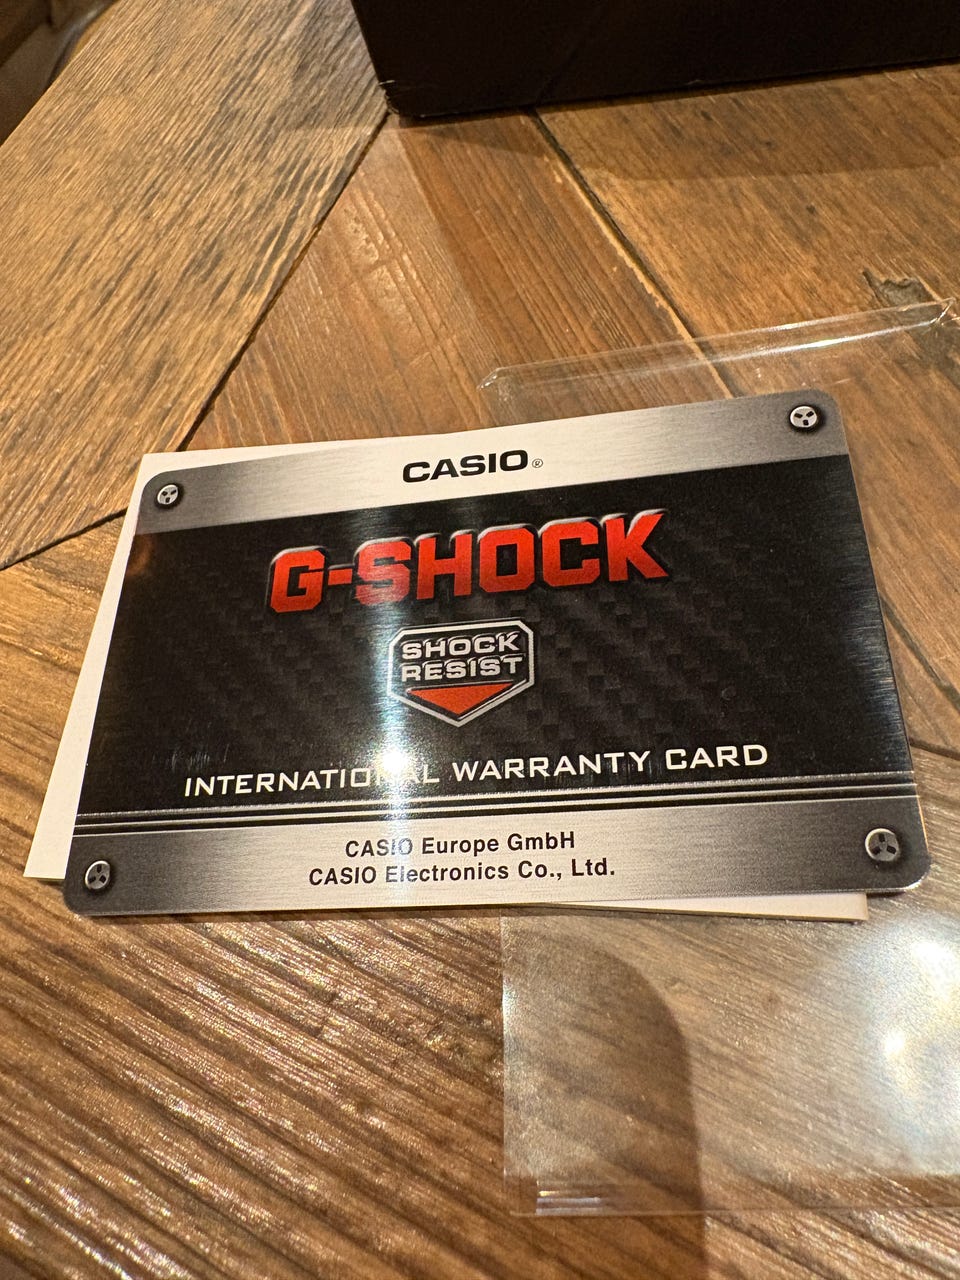 CASIO®
G-SHOCK
SHOCK
RESIST
INTERNATIONAL WARRANTY CARD
CASIO Europe GmbH
CASIO Electronics Co., Ltd.